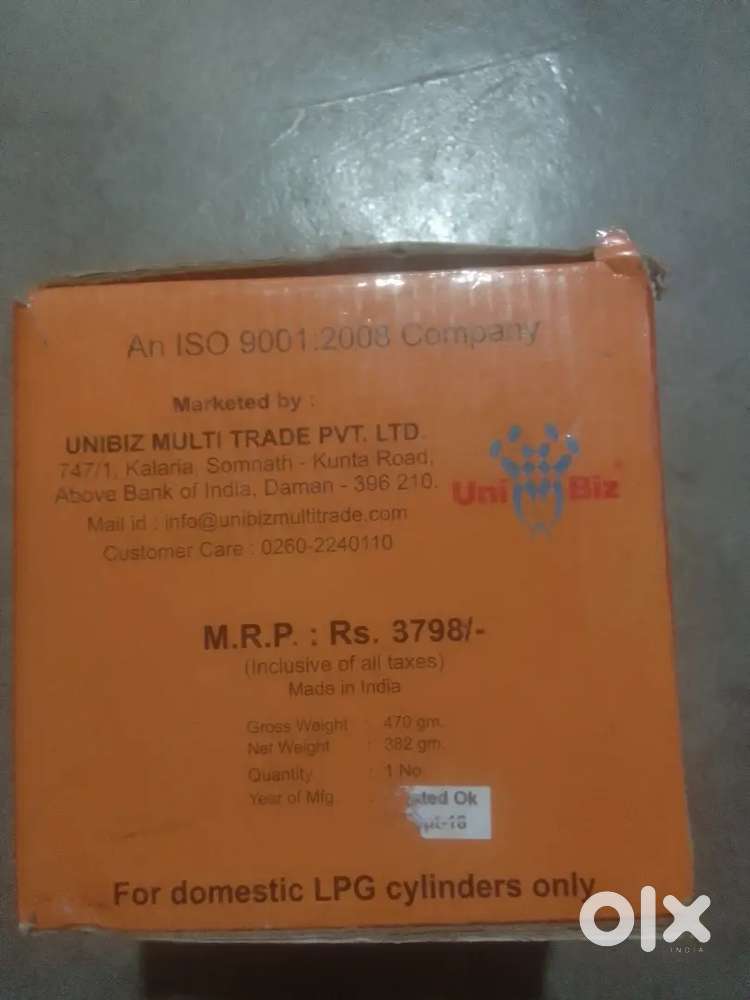 An ISO 9001:2008 Company
Marketed by :
UNIBIZ MULTI TRADE PVT. LTD.
747/1, Kalaria, Somnath - Kunta Road,
Above Bank of India, Daman - 396 210.
Mail id : info@unibizmultitrade.com
Customer Care : 0260-2240110
Uni Biz
M.R.P. : Rs. 3798/-
(Inclusive of all taxes)
Made in India
Gross Weight : 470 gm.
Net Weight : 382 gm.
Quantity : 1 No.
Year of Mfg. : Ok
For domestic LPG cylinders only
olx
INDIA